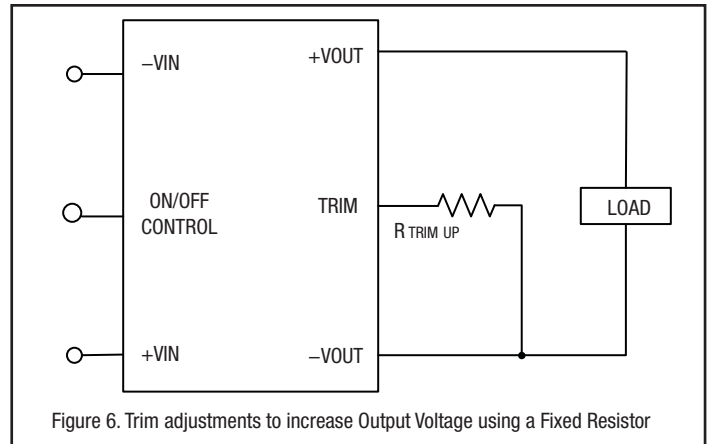 −VIN
+VOUT
ON/OFF
CONTROL
TRIM
R TRIM UP
LOAD
+VIN
−VOUT
Figure 6. Trim adjustments to increase Output Voltage using a Fixed Resistor